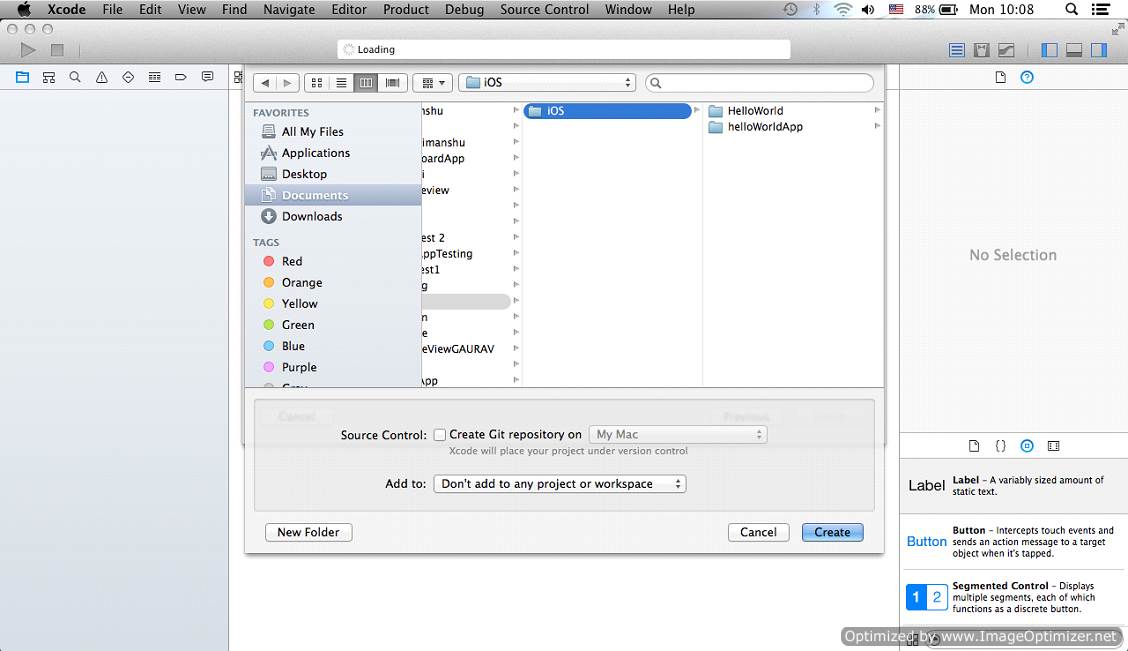 Xcode File Edit View Find Navigate Editor Product Debug Source Control Window Help 88% Mon 10:08
Loading
iOS
FAVORITES
All My Files
Applications
Desktop
Documents
Downloads
TAGS
Red
Orange
Yellow
Green
Blue
Purple
Gray
nshu
imanshu
oardApp
i
eview
est 2
ppTesting
est1
g
n
e
eViewGAURAV
App
iOS
HelloWorld
helloWorldApp
Cancel
Previous
Source Control: Create Git repository on My Mac
Xcode will place your project under version control
Add to: Don't add to any project or workspace
New Folder Cancel Create
No Selection
{}
Label Label – A variably sized amount of
static text.
Button Button – Intercepts touch events and
sends an action message to a target
object when it's tapped.
1 2 Segmented Control – Displays
multiple segments, each of which
functions as a discrete button.
Optimized by www.ImageOptimizer.net